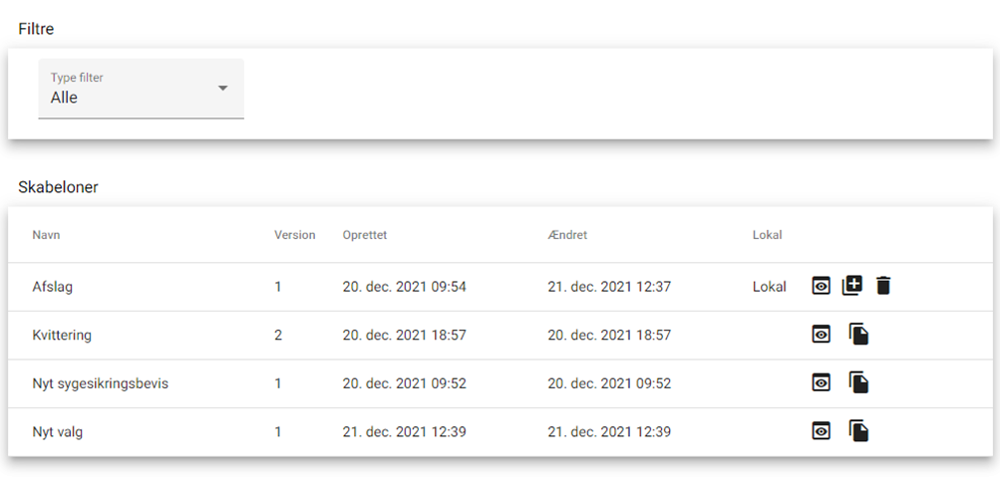 Filtre
Type filter
Alle
Skabeloner
Navn Version Oprettet Ændret Lokal
Afslag 1 20. dec. 2021 09:54 21. dec. 2021 12:37 Lokal
Kvittering 2 20. dec. 2021 18:57 20. dec. 2021 18:57
Nyt sygesikringsbevis 1 20. dec. 2021 09:52 20. dec. 2021 09:52
Nyt valg 1 21. dec. 2021 12:39 21. dec. 2021 12:39